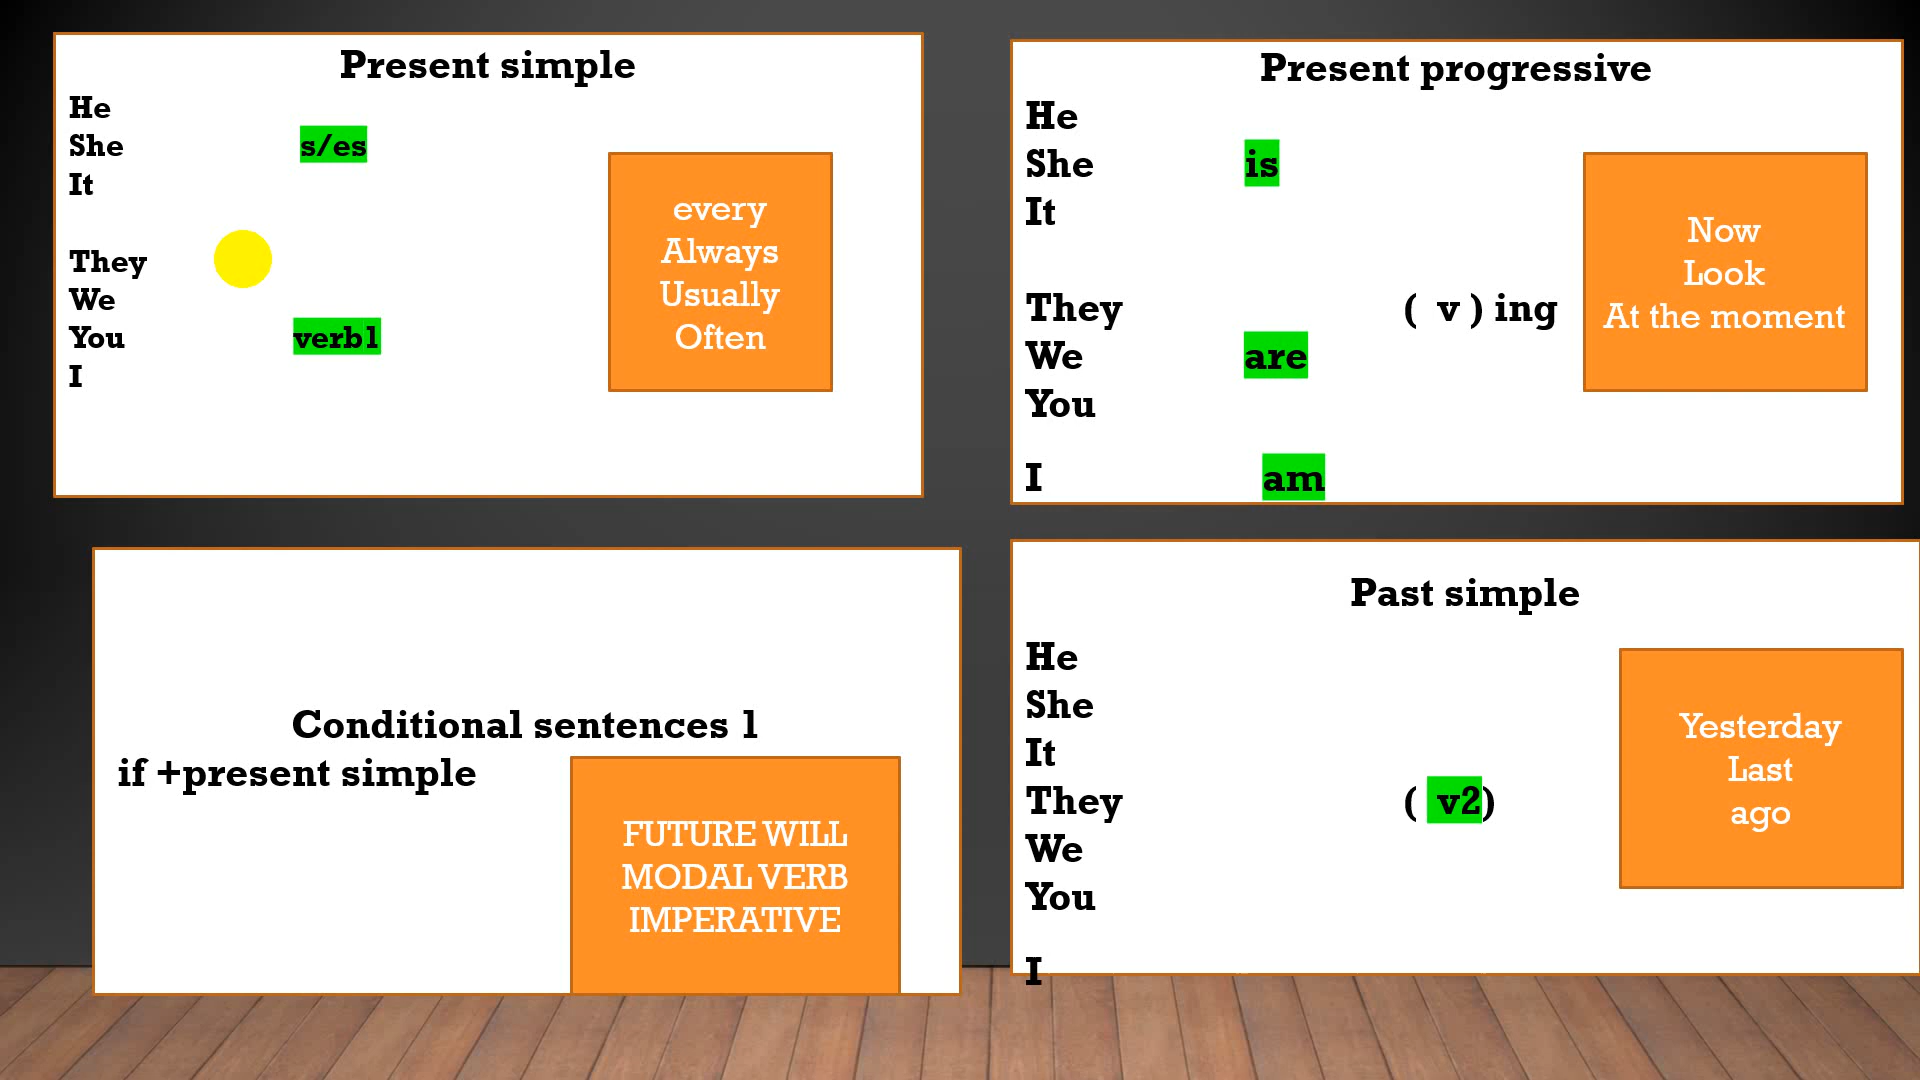 Present simple
He
She s/es
It
They
We
You verb1
I
every
Always
Usually
Often
Present progressive
He
She is
It
They ( v ) ing
We are
You
I am
Now
Look
At the moment
Conditional sentences 1
if +present simple
FUTURE WILL
MODAL VERB
IMPERATIVE
Past simple
He
She
It
They ( v2)
We
You
I
Yesterday
Last
ago